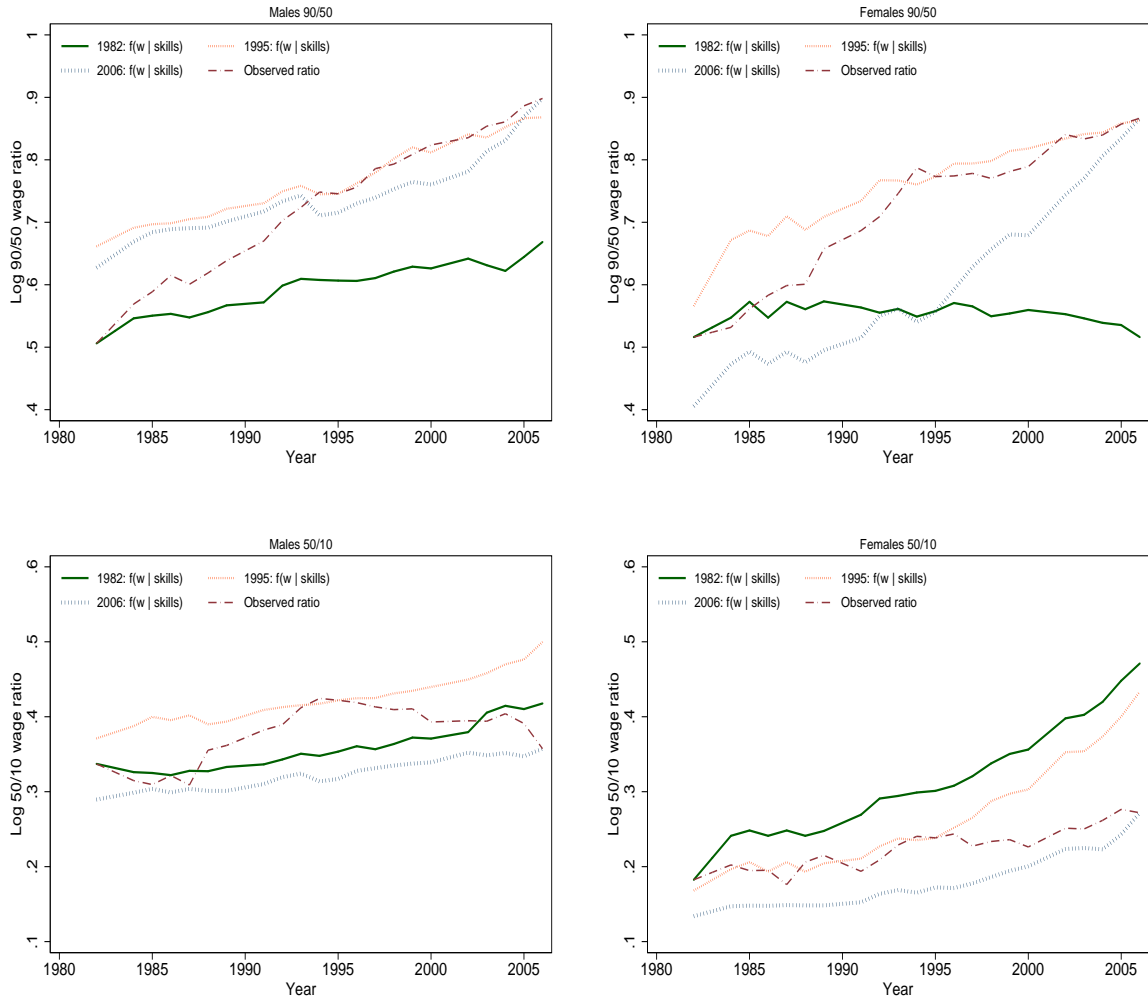 Males 90/50
1982: f(w | skills) 1995: f(w | skills)
2006: f(w | skills) Observed ratio
Log 90/50 wage ratio
1
.9
.8
.7
.6
.5
.4
1980 1985 1990 1995 2000 2005
Year
Females 90/50
1982: f(w | skills) 1995: f(w | skills)
2006: f(w | skills) Observed ratio
Log 90/50 wage ratio
1
.9
.8
.7
.6
.5
.4
1980 1985 1990 1995 2000 2005
Year
Males 50/10
1982: f(w | skills) 1995: f(w | skills)
2006: f(w | skills) Observed ratio
Log 50/10 wage ratio
.6
.5
.4
.3
.2
.1
1980 1985 1990 1995 2000 2005
Year
Females 50/10
1982: f(w | skills) 1995: f(w | skills)
2006: f(w | skills) Observed ratio
Log 50/10 wage ratio
.6
.5
.4
.3
.2
.1
1980 1985 1990 1995 2000 2005
Year